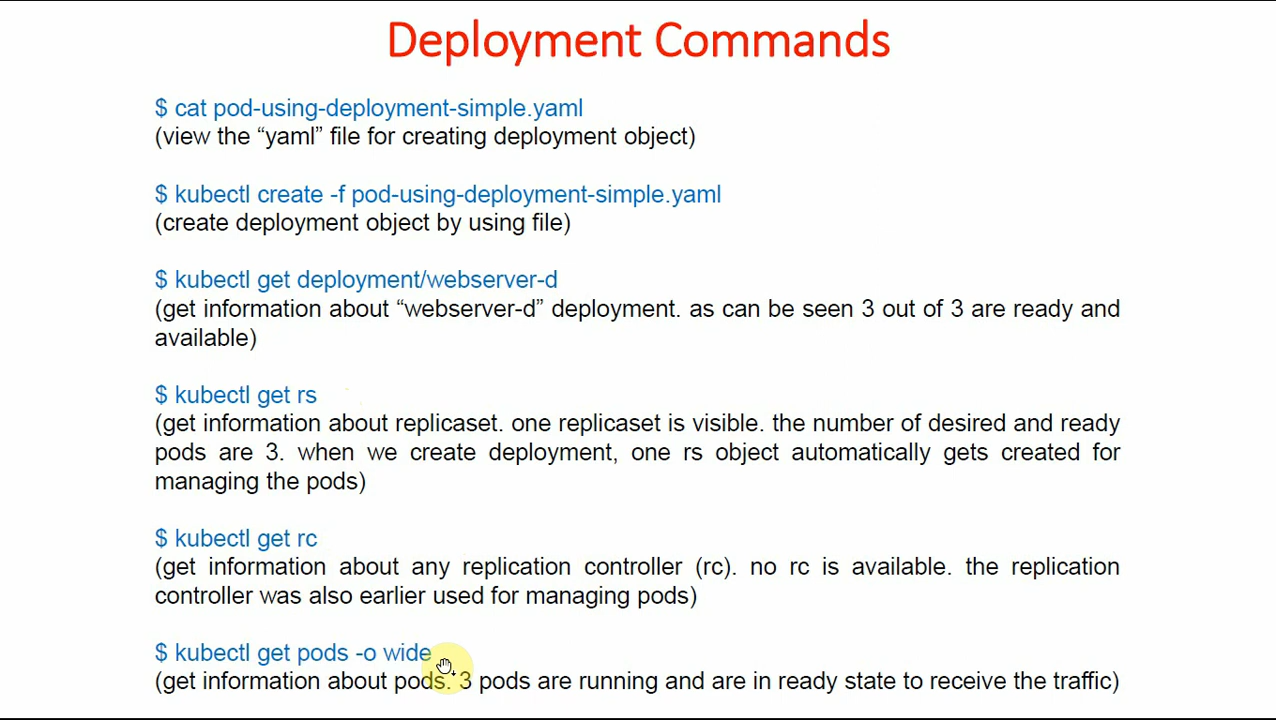 Deployment Commands
$ cat pod-using-deployment-simple.yaml
(view the “yaml” file for creating deployment object)
$ kubectl create -f pod-using-deployment-simple.yaml
(create deployment object by using file)
$ kubectl get deployment/webserver-d
(get information about “webserver-d” deployment. as can be seen 3 out of 3 are ready and
available)
$ kubectl get rs
(get information about replicaset. one replicaset is visible. the number of desired and ready
pods are 3. when we create deployment, one rs object automatically gets created for
managing the pods)
$ kubectl get rc
(get information about any replication controller (rc). no rc is available. the replication
controller was also earlier used for managing pods)
$ kubectl get pods -o wide
(get information about pods. 3 pods are running and are in ready state to receive the traffic)